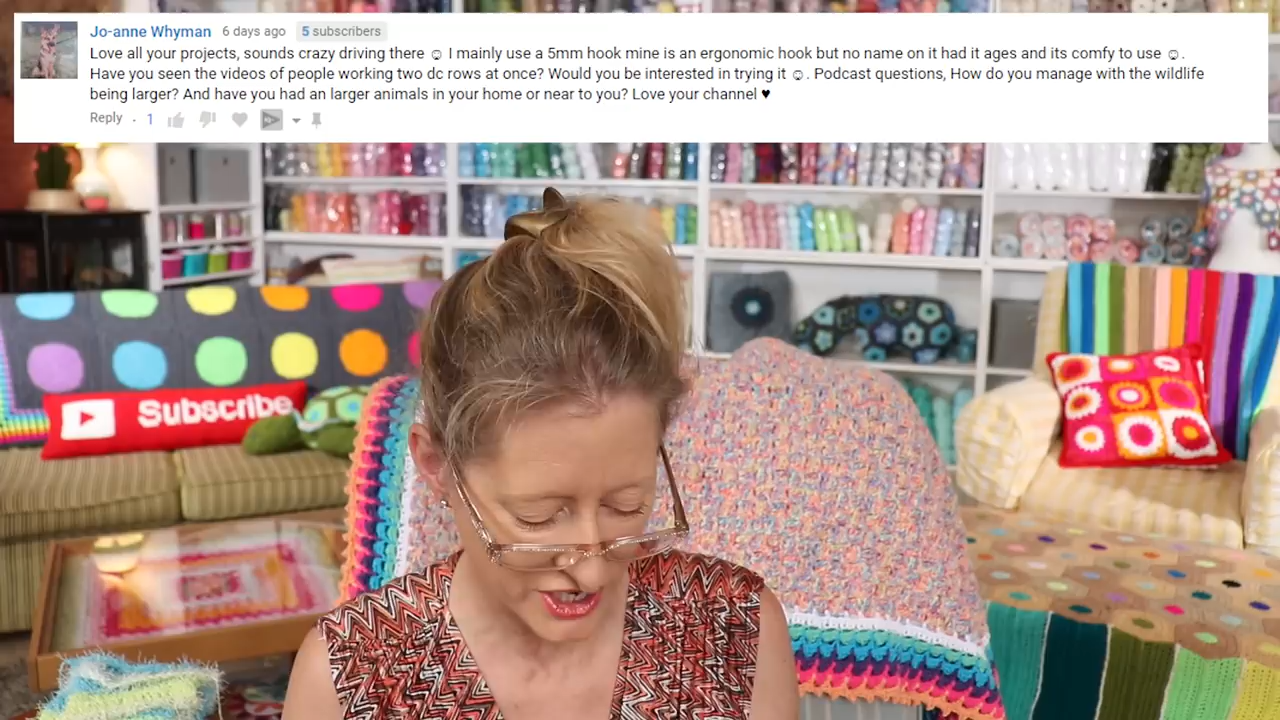 Jo-anne Whyman 6 days ago 5 subscribers
Love all your projects, sounds crazy driving there ☺ I mainly use a 5mm hook mine is an ergonomic hook but no name on it had it ages and its comfy to use ☺.
Have you seen the videos of people working two dc rows at once? Would you be interested in trying it ☺. Podcast questions, How do you manage with the wildlife
being larger? And have you had an larger animals in your home or near to you? Love your channel ♥
Reply . 1
Subscribe